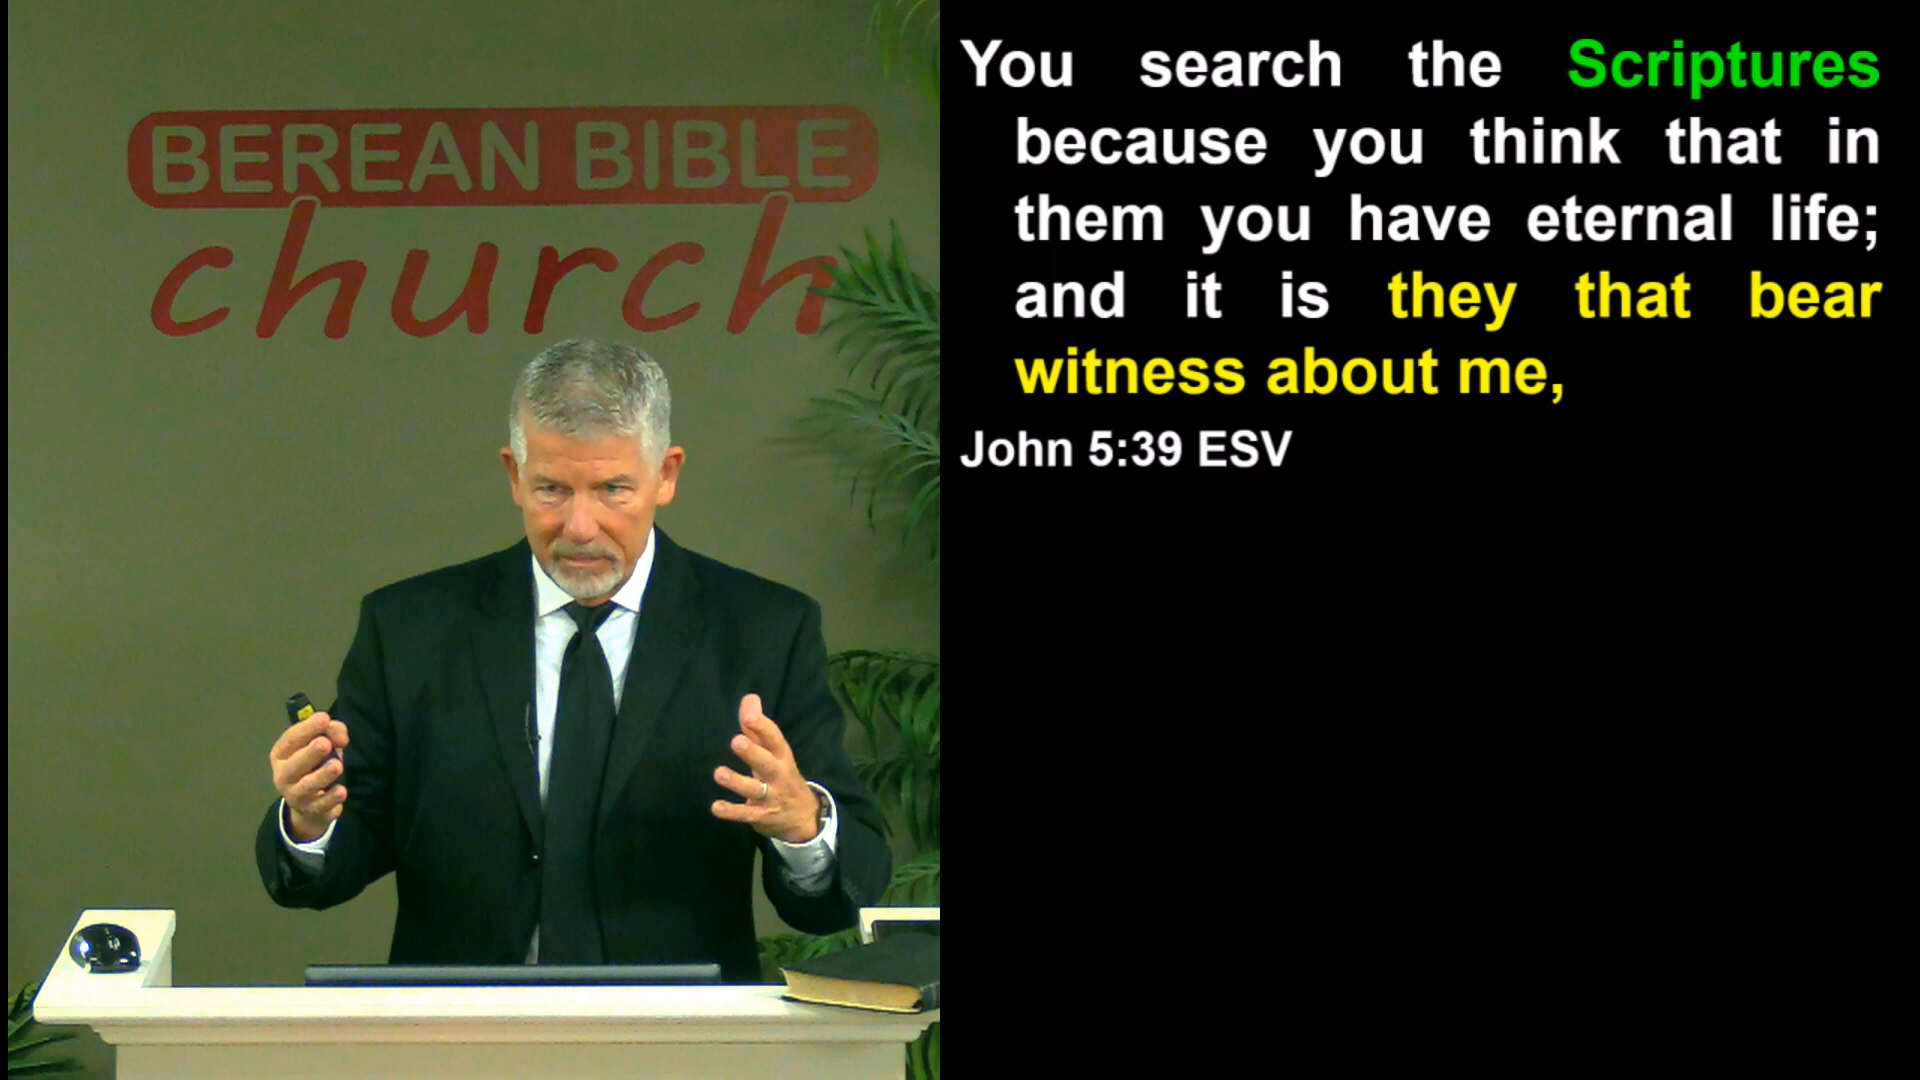 BEREAN BIBLE
church
You search the Scriptures
because you think that in
them you have eternal life;
and it is they that bear
witness about me,
John 5:39 ESV